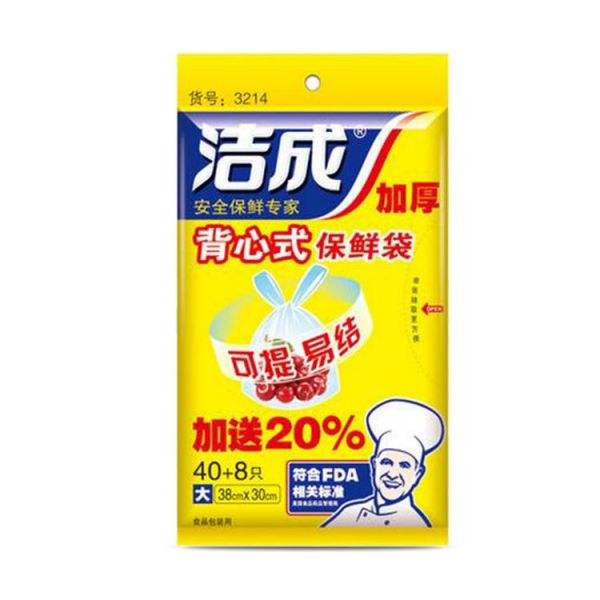 货号：3214
洁成®
安全保鲜专家
加厚
背心式保鲜袋
OPEN
可提 易结
加送20%
40+8只
大 38cm×30cm
符合FDA
相关标准
食品包装用